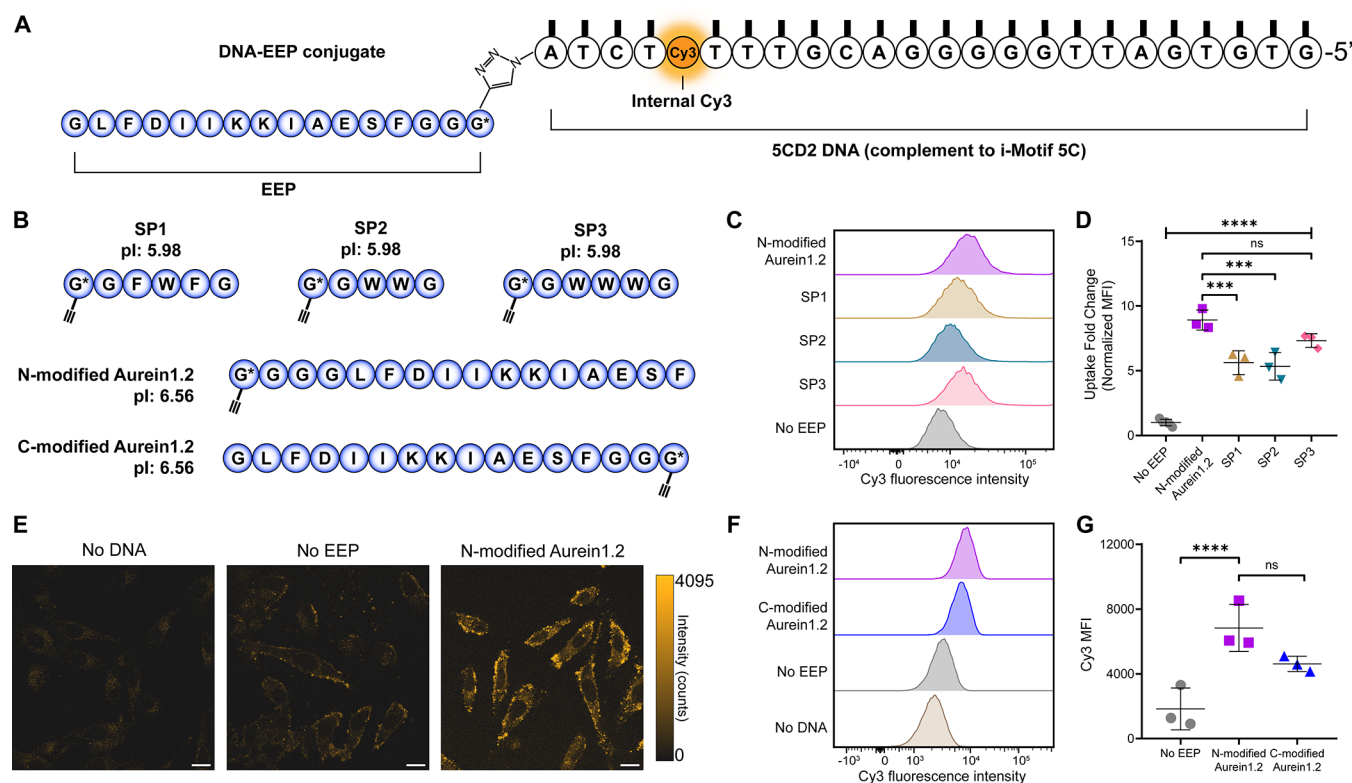 A
DNA-EEP conjugate
A T C T Cy3 T T T G C A G G G G G G T T A G T G T G -5'
N=N N
Internal Cy3
G L F D I I K K I A E S F G G G*
5CD2 DNA (complement to i-Motif 5C)
EEP
B
SP1
pI: 5.98
G* G F W F G
SP2
pI: 5.98
G* G W W G
SP3
pI: 5.98
G* G W W W G
N-modified Aurein1.2
pI: 6.56
G* G G G L F D I I K K I A E S F
C-modified Aurein1.2
pI: 6.56
G L F D I I K K I A E S F G G G*
C
N-modified
Aurein1.2
SP1
SP2
SP3
No EEP
-10⁴ 0 10⁴ 10⁵
Cy3 fluorescence intensity
D
Uptake Fold Change
(Normalized MFI)
15
10
5
0
****
ns
***
***
No EEP
N-modified
Aurein1.2
SP1
SP2
SP3
E
No DNA
No EEP
N-modified Aurein1.2
4095
Intensity (counts)
0
F
N-modified
Aurein1.2
C-modified
Aurein1.2
No EEP
No DNA
-10³ 0 10³ 10⁴ 10⁵
Cy3 fluorescence intensity
G
Cy3 MFI
12000
8000
4000
0
****
ns
No EEP
N-modified
Aurein1.2
C-modified
Aurein1.2